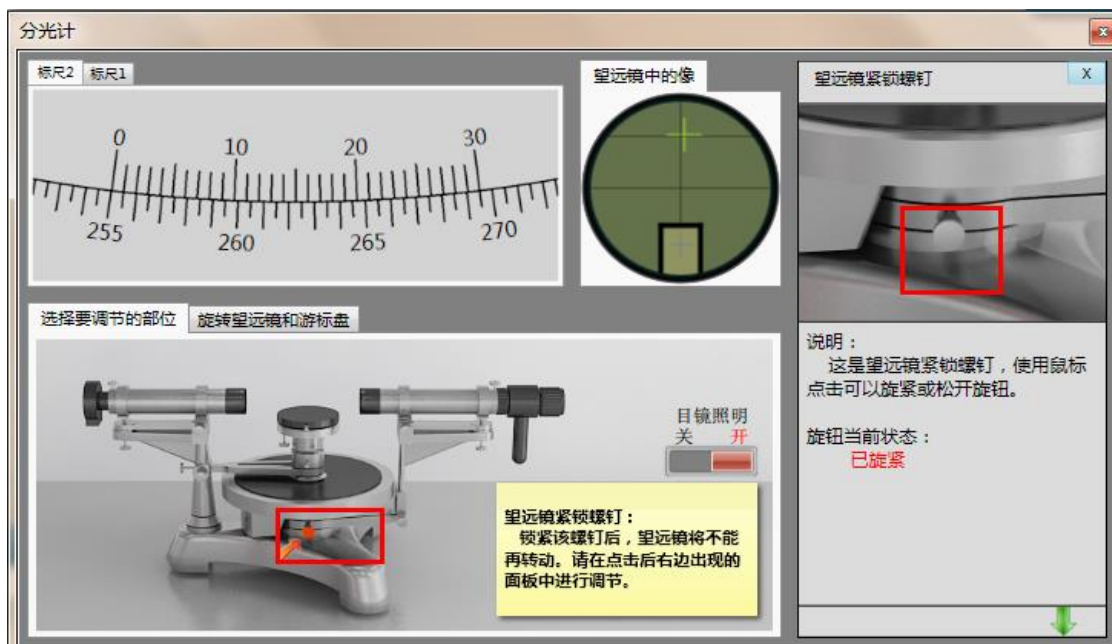 分光计
x
标尺2 标尺1
0 10 20 30
255 260 265 270
望远镜中的像
望远镜紧锁螺钉
X
说明：
这是望远镜紧锁螺钉，使用鼠标
点击可以旋紧或松开旋钮。
旋钮当前状态：
已旋紧
选择要调节的部位 旋转望远镜和游标盘
目镜照明
关 开
望远镜紧锁螺钉：
锁紧该螺钉后，望远镜将不能
再转动。请在点击后右边出现的
面板中进行调节。